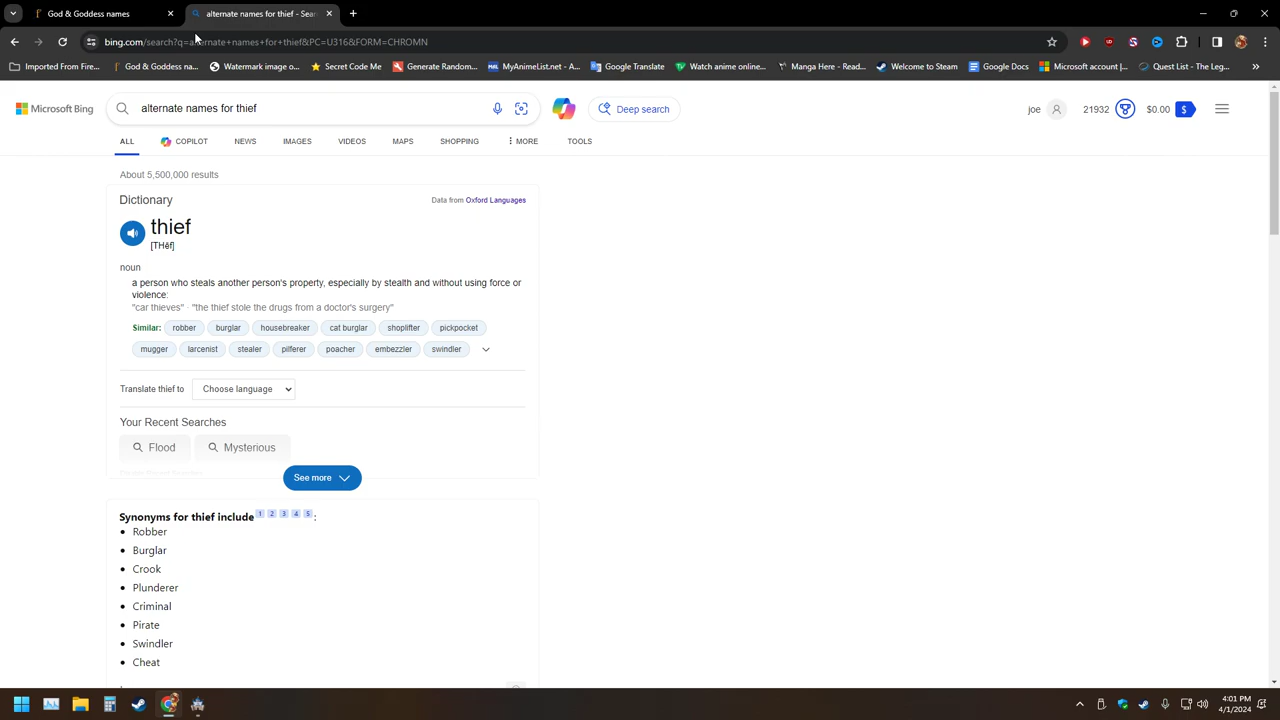 God & Goddess names
alternate names for thief - Sear
bing.com/search?q=alternate+names+for+thief&PC=U316&FORM=CHROMN
Imported From Fire...
God & Goddess na...
Watermark image o...
Secret Code Me
Generate Random...
MyAnimeList.net - A...
Google Translate
Watch anime online...
Manga Here - Read...
Welcome to Steam
Microsoft account |...
Quest List - The Leg...
Microsoft Bing
alternate names for thief
Deep search
joe
21932
$0.00
ALL
COPILOT
NEWS
IMAGES
VIDEOS
MAPS
SHOPPING
MORE
TOOLS
About 5,500,000 results
Dictionary
Data from Oxford Languages
thief
[THēf]
noun
a person who steals another person's property, especially by stealth and without using force or
violence:
"car thieves" · "the thief stole the drugs from a doctor's surgery"
Similar: robber burglar housebreaker cat burglar shoplifter pickpocket
mugger larcenist stealer pilferer poacher embezzler swindler
Translate thief to Choose language
Your Recent Searches
Flood Mysterious
See more
Synonyms for thief include 1 2 3 4 5 :
• Robber
• Burglar
• Crook
• Plunderer
• Criminal
• Pirate
• Swindler
• Cheat
4:01 PM
4/1/2024